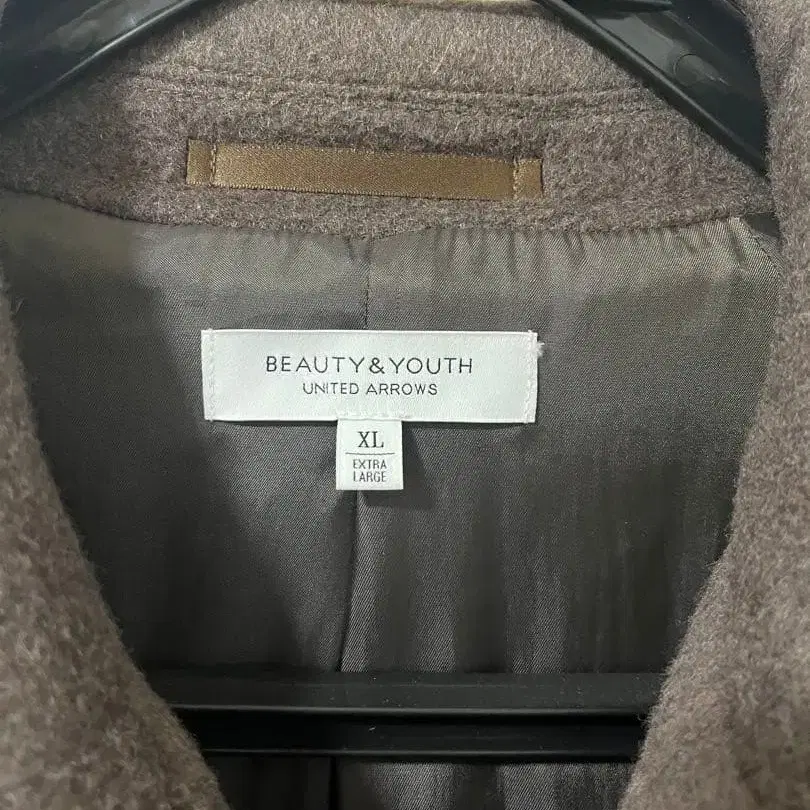 BEAUTY&YOUTH
UNITED ARROWS
XL
EXTRA
LARGE